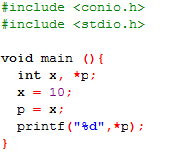 #include <conio.h>
#include <stdio.h>
void main (){
int x, *p;
x = 10;
p = x;
printf("%d",*p);
}